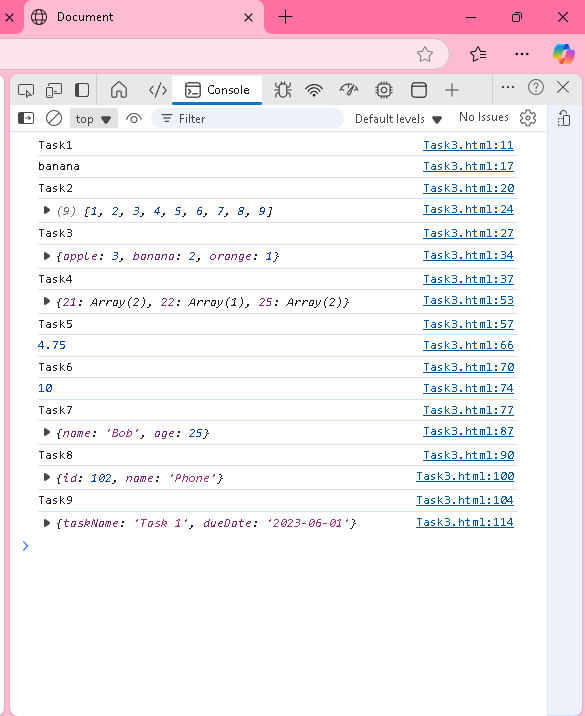 Document
Console
top
Filter
Default levels
No Issues
Task1 Task3.html:11
banana Task3.html:17
Task2 Task3.html:20
(9) [1, 2, 3, 4, 5, 6, 7, 8, 9] Task3.html:24
Task3 Task3.html:27
{apple: 3, banana: 2, orange: 1} Task3.html:34
Task4 Task3.html:37
{21: Array(2), 22: Array(1), 25: Array(2)} Task3.html:53
Task5 Task3.html:57
4.75 Task3.html:66
Task6 Task3.html:70
10 Task3.html:74
Task7 Task3.html:77
{name: 'Bob', age: 25} Task3.html:87
Task8 Task3.html:90
{id: 102, name: 'Phone'} Task3.html:100
Task9 Task3.html:104
{taskName: 'Task 1', dueDate: '2023-06-01'} Task3.html:114